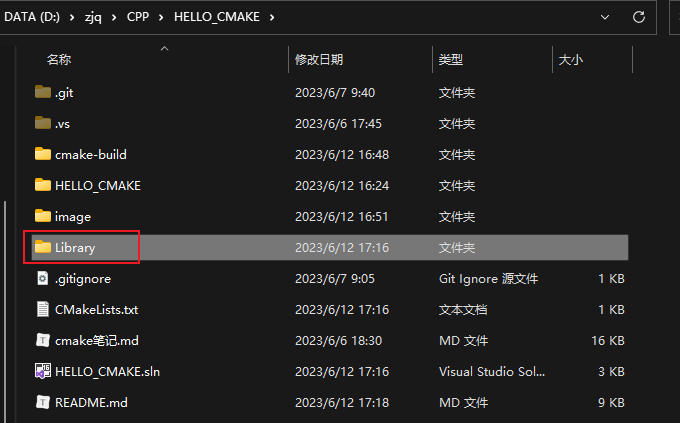 DATA (D:) > zjq > CPP > HELLO_CMAKE >
名称 修改日期 类型 大小
.git 2023/6/7 9:40 文件夹
.vs 2023/6/6 17:45 文件夹
cmake-build 2023/6/12 16:48 文件夹
HELLO_CMAKE 2023/6/12 16:24 文件夹
image 2023/6/12 16:51 文件夹
Library 2023/6/12 17:16 文件夹
.gitignore 2023/6/7 9:05 Git Ignore 源文件 1 KB
CMakeLists.txt 2023/6/12 17:16 文本文档 1 KB
cmake笔记.md 2023/6/6 18:30 MD 文件 16 KB
HELLO_CMAKE.sln 2023/6/12 17:16 Visual Studio Sol... 3 KB
README.md 2023/6/12 17:18 MD 文件 9 KB